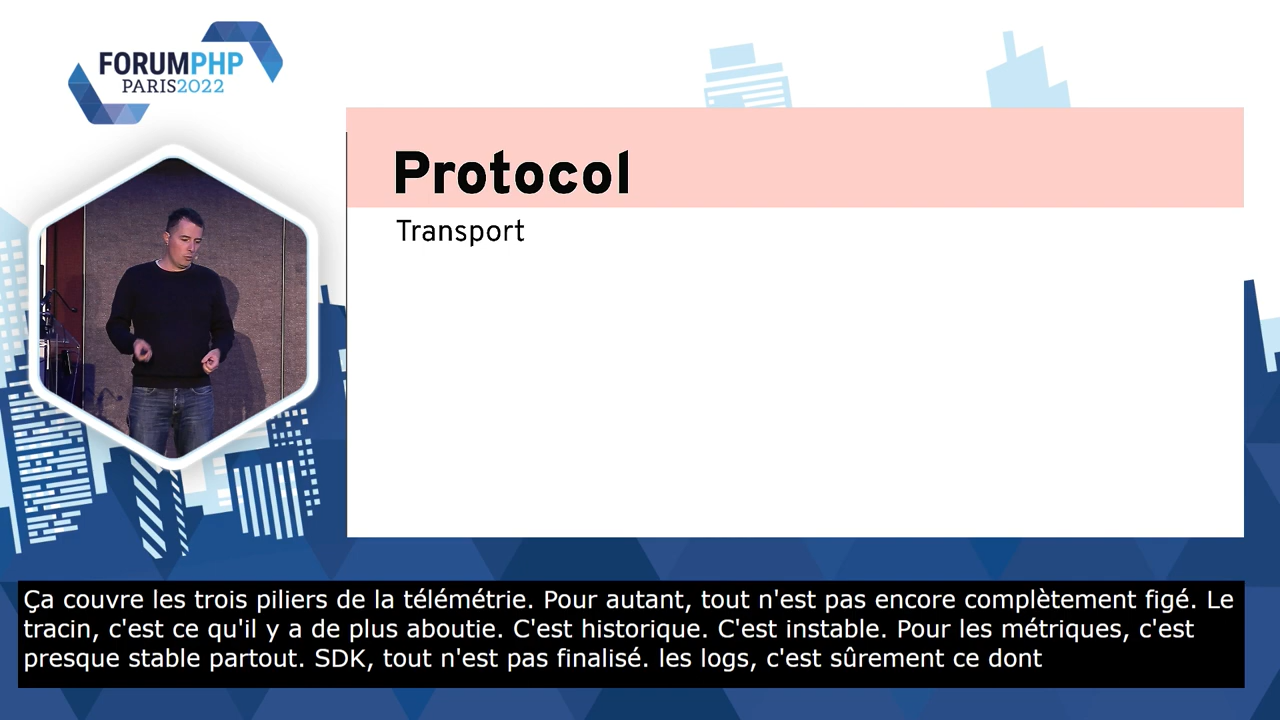 FORUMPHP
PARIS2022
Protocol
Transport
Ça couvre les trois piliers de la télémétrie. Pour autant, tout n'est pas encore complètement figé. Le
tracin, c'est ce qu'il y a de plus aboutie. C'est historique. C'est instable. Pour les métriques, c'est
presque stable partout. SDK, tout n'est pas finalisé. les logs, c'est sûrement ce dont